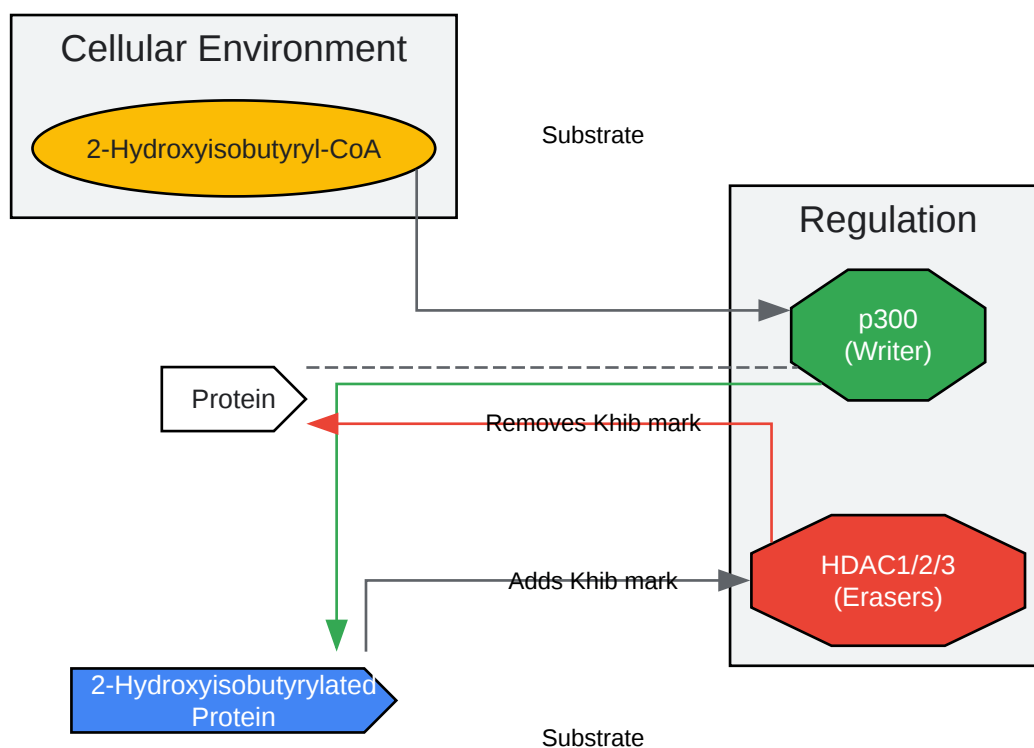 Cellular Environment
2-Hydroxyisobutyryl-CoA
Substrate
Regulation
p300
(Writer)
Protein
Removes Khib mark
HDAC1/2/3
(Erasers)
Adds Khib mark
2-Hydroxyisobutyrylated
Protein
Substrate